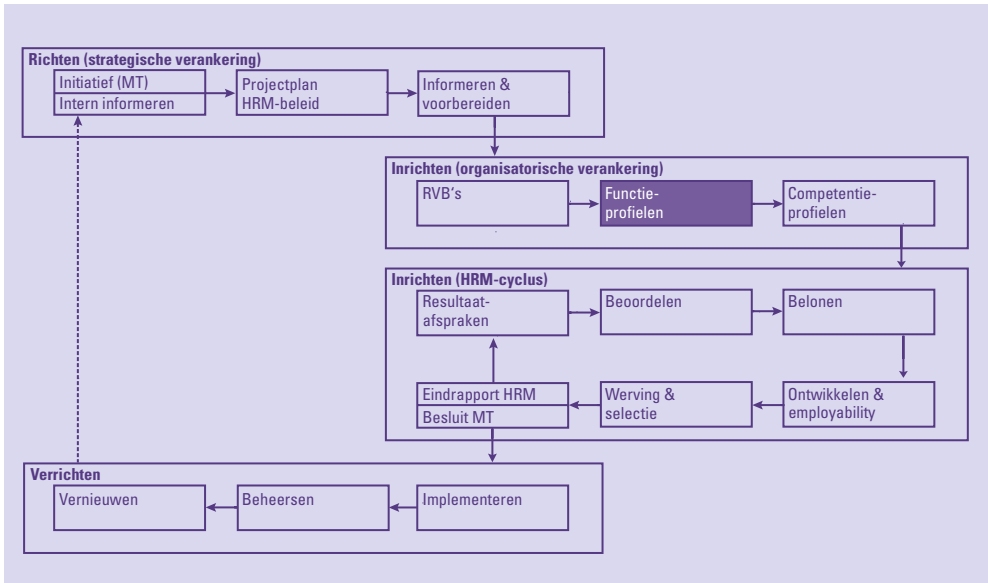 Richten (strategische verankering)
Initiatief (MT)
Intern informeren
Projectplan
HRM-beleid
Informeren &
voorbereiden
Inrichten (organisatorische verankering)
RVB's
Functie-
profielen
Competentie-
profielen
Inrichten (HRM-cyclus)
Resultaat-
afspraken
Beoordelen
Belonen
Eindrapport HRM
Besluit MT
Werving &
selectie
Ontwikkelen &
employability
Verrichten
Vernieuwen
Beheersen
Implementeren